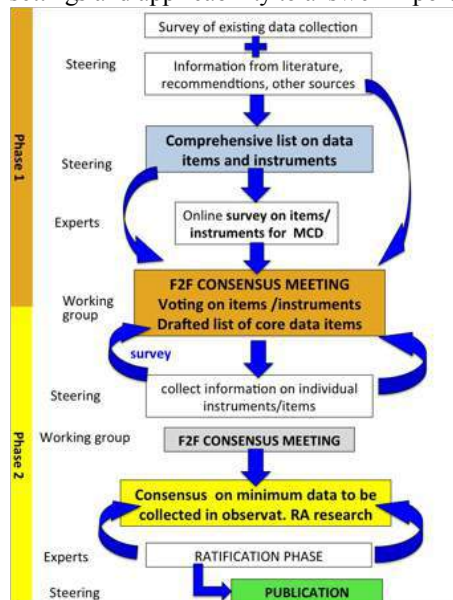 Survey of existing data collection
Steering
Information from literature,
recommendtions, other sources
Phase 1
Comprehensive list on data
items and instruments
Steering
Online survey on items/
instruments for MCD
Experts
F2F CONSENSUS MEETING
Voting on items /instruments
Drafted list of core data items
Working
group
survey
collect information on individual
instruments/items
Steering
Phase 2
Working group
F2F CONSENSUS MEETING
Consensus on minimum data to be
collected in observat. RA research
Experts
RATIFICATION PHASE
Steering
PUBLICATION